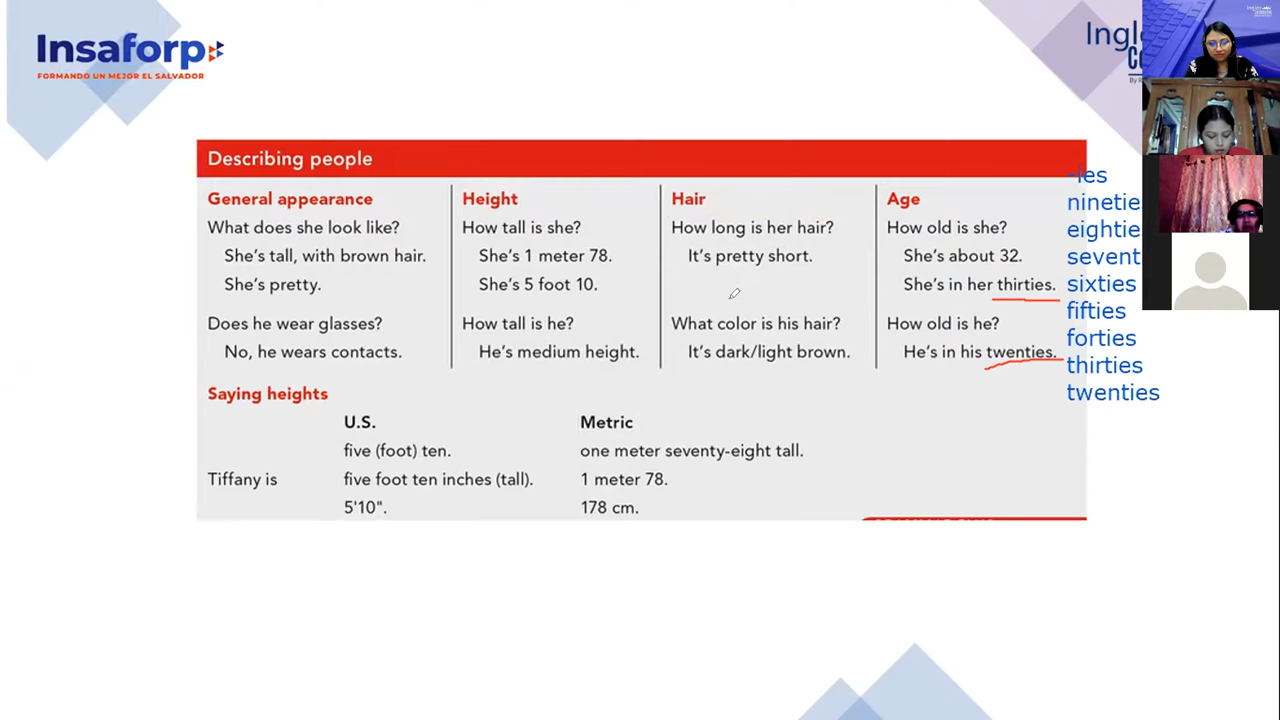 Insaforp
FORMANDO UN MEJOR EL SALVADOR
Describing people
General appearance
What does she look like?
She's tall, with brown hair.
She's pretty.
Does he wear glasses?
No, he wears contacts.
Height
How tall is she?
She's 1 meter 78.
She's 5 foot 10.
How tall is he?
He's medium height.
Hair
How long is her hair?
It's pretty short.
What color is his hair?
It's dark/light brown.
Age
How old is she?
She's about 32.
She's in her thirties.
How old is he?
He's in his twenties.
Saying heights
U.S.
Metric
five (foot) ten.
one meter seventy-eight tall.
Tiffany is
five foot ten inches (tall).
1 meter 78.
5'10".
178 cm.
-ies
sixties
fifties
forties
thirties
twenties